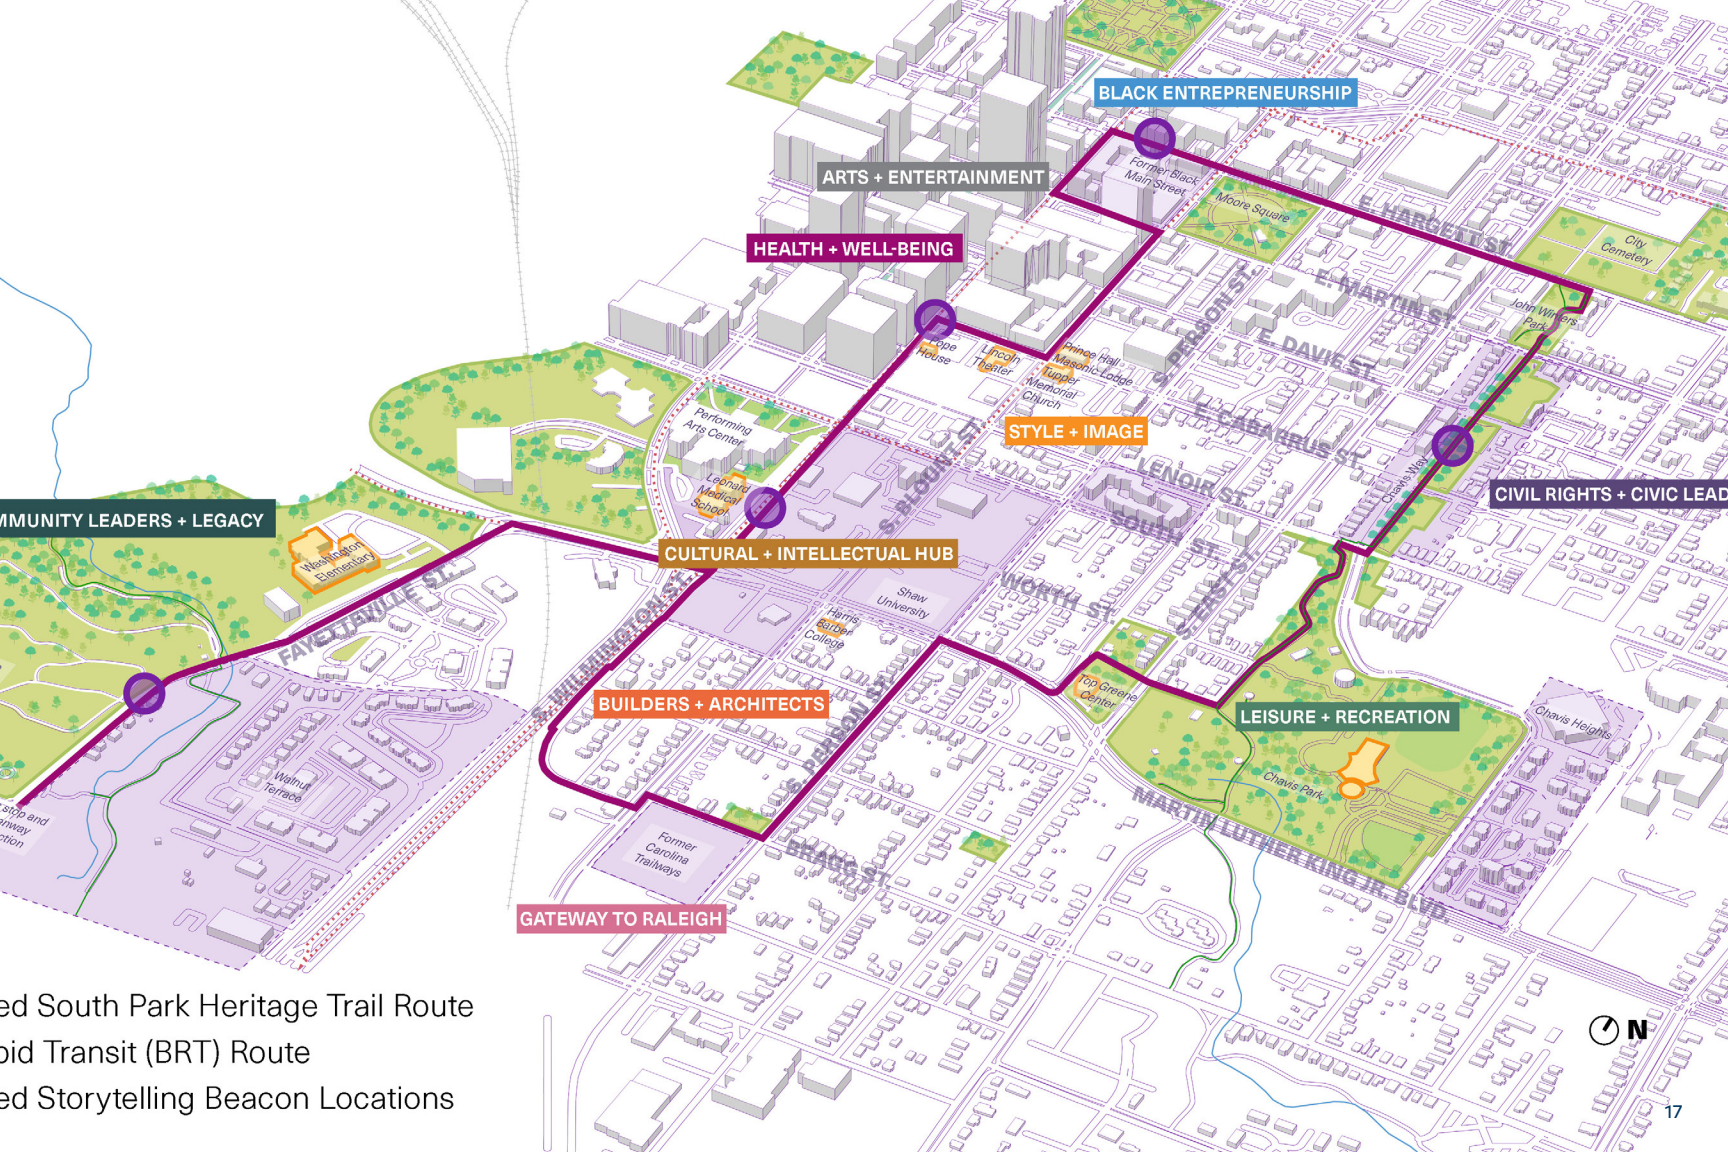 BLACK ENTREPRENEURSHIP
ARTS + ENTERTAINMENT
Former Black
Main Street
Moore Square
E. HARGETT ST.
City
Cemetery
HEALTH + WELL-BEING
E. MARTIN ST.
John Winters
Park
S. PERSON ST.
E. DAVIE ST.
Pope
House
Lincoln
Theater
Prince Hall
Masonic Lodge
Tupper
Memorial
Church
STYLE + IMAGE
E. CABARRUS ST.
Performing
Arts Center
S. BLOUNT ST.
LENOIR ST.
Chavis Way
CIVIL RIGHTS + CIVIC LEAD
Leonard
Medical
School
MMUNITY LEADERS + LEGACY
SOUTH ST.
Washington
Elementary
CULTURAL + INTELLECTUAL HUB
FAYETTEVILLE ST.
S. WILMINGTON ST.
Shaw
University
WORTH ST.
S. EAST ST.
Harris
Barber
College
BUILDERS + ARCHITECTS
S. PERSON ST.
Top Greene
Center
LEISURE + RECREATION
Chavis Heights
Chavis Park
Walnut
Terrace
MARTIN LUTHER KING JR. BLVD.
t stop and
enway
ction
Former
Carolina
Trailways
BRAGG ST.
GATEWAY TO RALEIGH
ed South Park Heritage Trail Route
pid Transit (BRT) Route
ed Storytelling Beacon Locations
N
17